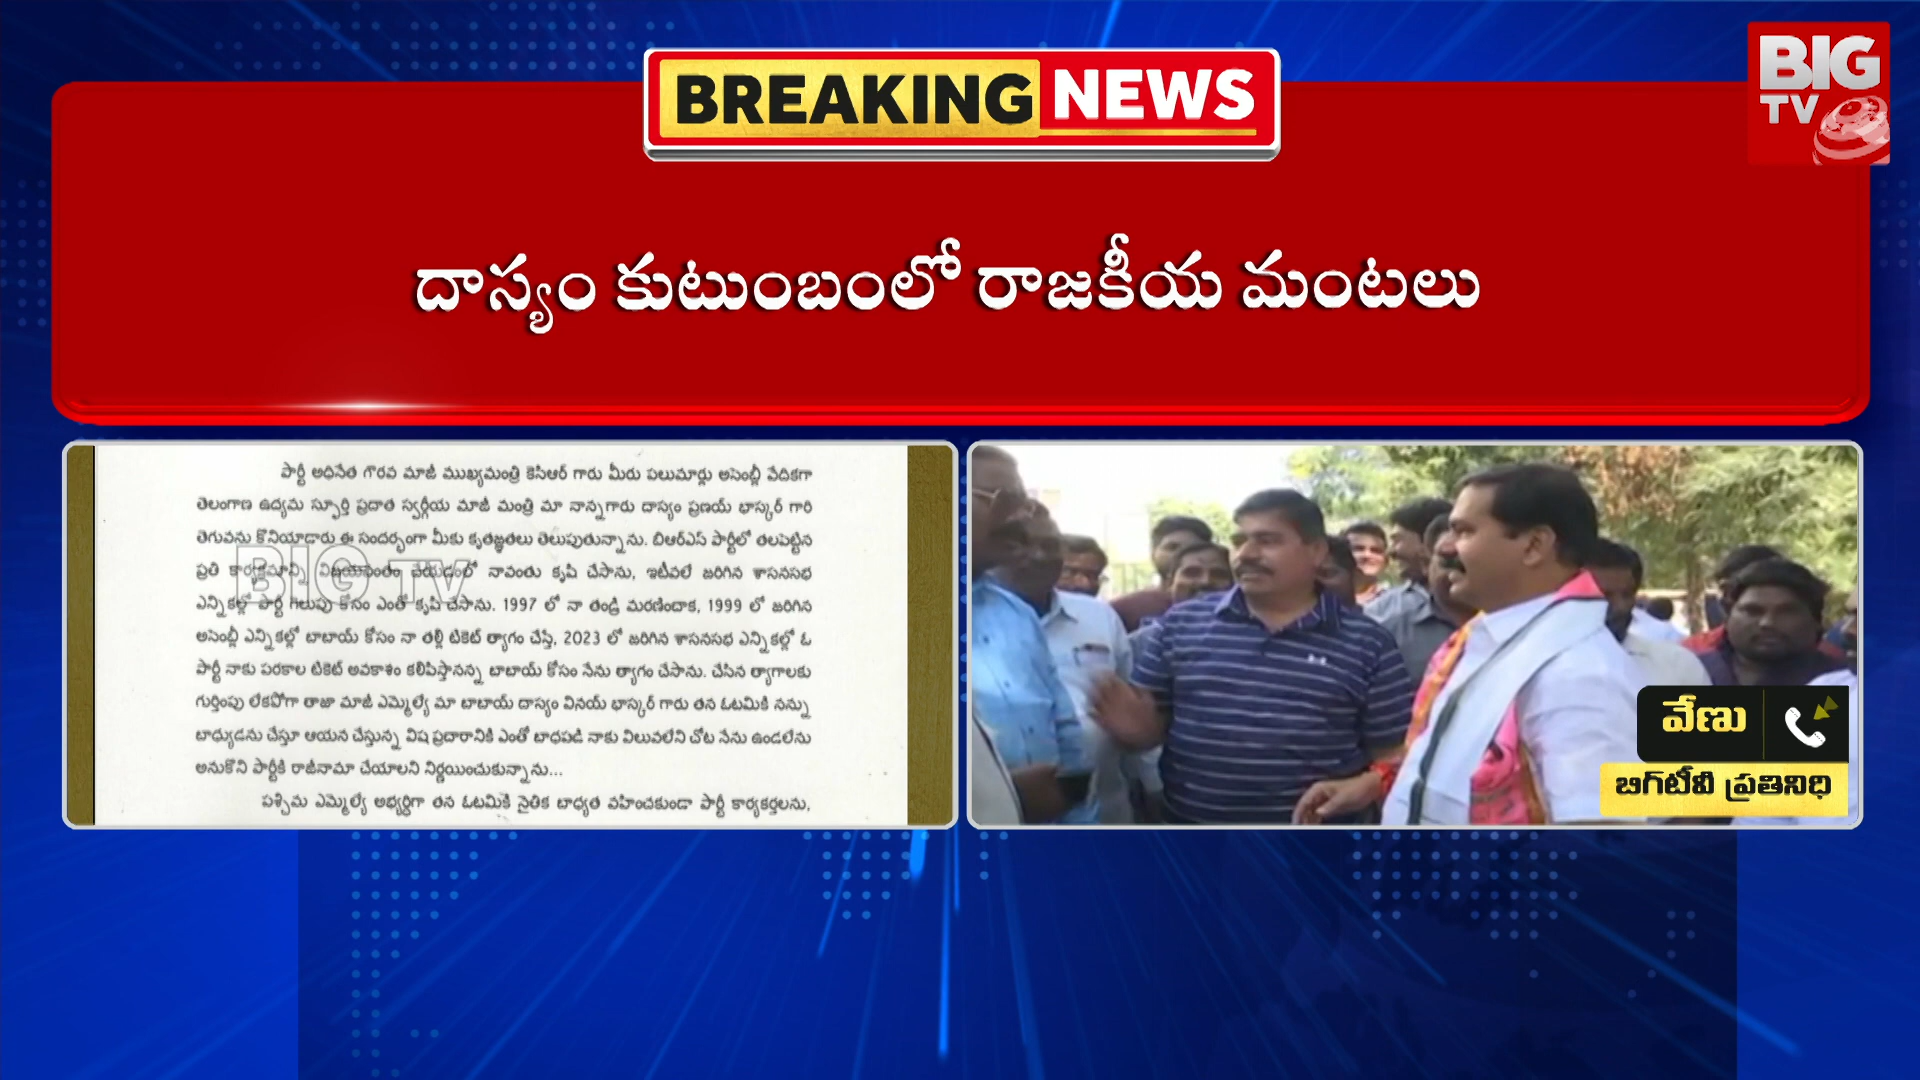 BREAKING NEWS
BIG
TV
దాస్యం కుటుంబంలో రాజకీయ మంటలు
పార్టీ అధినేత గౌరవ మాజీ ముఖ్యమంత్రి కెసిఆర్ గారు మీరు పలుమార్లు అసెంబ్లీ వేదికగా
తెలంగాణ ఉద్యమ స్ఫూర్తి ప్రదాత స్వర్గీయ మాజీ మంత్రి మా నాన్నగారు దాస్యం ప్రణయ్ భాస్కర్ గారి
తెగువను కొనియాడారు ఈ సందర్భంగా మీకు కృతజ్ఞతలు తెలుపుతున్నాను. బిఆర్ఎస్ పార్టీలో తలపెట్టిన
ప్రతి కార్యక్రమాన్ని విజయవంతం చేయడంలో నావంతు కృషి చేసాను, ఇటీవలే జరిగిన శాసనసభ
ఎన్నికల్లో పార్టీ గెలుపు కోసం ఎంతో కృషి చేసాను. 1997 లో నా తండ్రి మరణించాక, 1999 లో జరిగిన
అసెంబ్లీ ఎన్నికల్లో బాబాయ్ కోసం నా తల్లి టికెట్ త్యాగం చేస్తే, 2023 లో జరిగిన శాసనసభ ఎన్నికల్లో ఓ
పార్టీ నాకు పరకాల టికెట్ అవకాశం కల్పిస్తానన్న బాబాయ్ కోసం నేను త్యాగం చేసాను. చేసిన త్యాగాలకు
గుర్తింపు లేకపోగా తాజా మాజీ ఎమ్మెల్యే మా బాబాయ్ దాస్యం వినయ్ భాస్కర్ గారు తన ఓటమికి నన్ను
బాధ్యుడను చేస్తూ ఆయన చేస్తున్న విష ప్రచారానికి ఎంతో బాధపడి నాకు విలువలేని చోట నేను ఉండలేను
అనుకొని పార్టీకి రాజీనామా చేయాలని నిర్ణయించుకున్నాను...
పశ్చిమ ఎమ్మెల్యే అభ్యర్థిగా తన ఓటమికి నైతిక బాధ్యత వహించకుండా పార్టీ కార్యకర్తలను,
BIG TV
వేణు
బిగ్‌టీవీ ప్రతినిధి